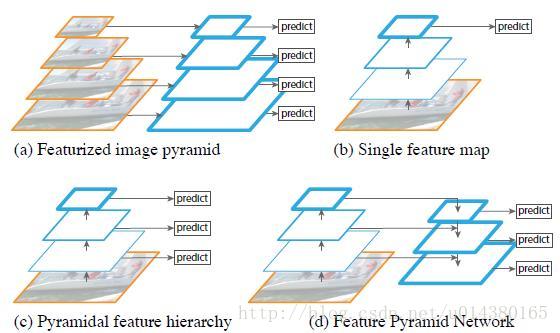 predict
predict
predict
predict
predict
(a) Featurized image pyramid
(b) Single feature map
predict
predict
predict
predict
predict
predict
(c) Pyramidal feature hierarchy
(d) Feature Pyramid Network
http://blog.csdn.net/u014380165